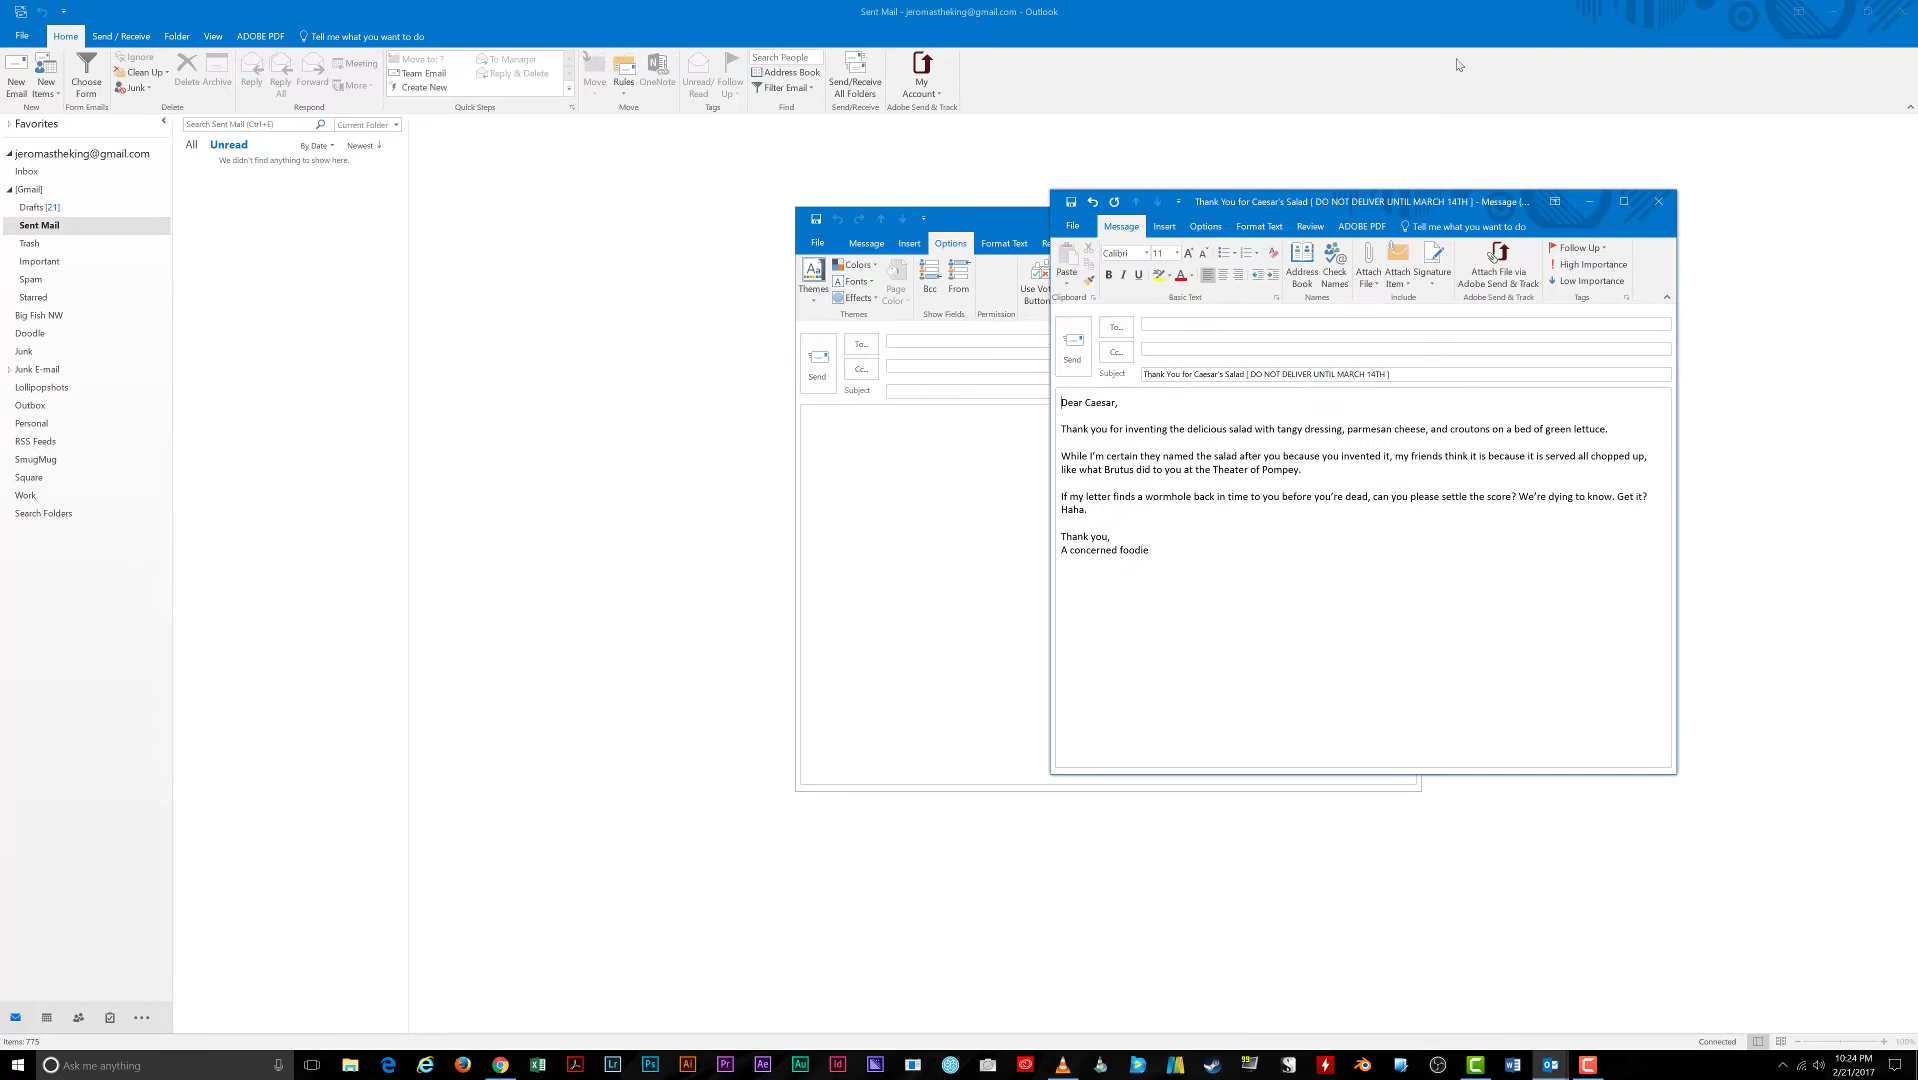 Sent Mail - jeromastheking@gmail.com - Outlook
File Home Send / Receive Folder View ADOBE PDF Tell me what you want to do
New Email
New Items
New
Choose Form
Form Emails
Ignore
Clean Up
Junk
Delete
Archive
Delete
Reply
Reply All
Forward
Meeting
More
Respond
Move to: ?
Team Email
Create New
To Manager
Reply & Delete
Quick Steps
Move
Rules
OneNote
Move
Unread/ Read
Follow Up
Tags
Search People
Address Book
Filter Email
Find
Send/Receive All Folders
Send/Receive
My Account
Adobe Send & Track
Favorites
jeromastheking@gmail.com
Inbox
[Gmail]
Drafts [21]
Sent Mail
Trash
Important
Spam
Starred
Big Fish NW
Doodle
Junk
Junk E-mail
Lollipopshots
Outbox
Personal
RSS Feeds
SmugMug
Square
Work
Search Folders
Search Sent Mail (Ctrl+E) Current Folder
All Unread By Date Newest
We didn't find anything to show here.
File Message Insert Options Format Text Re
Themes
Colors
Fonts
Effects
Page Color
Themes
Bcc
From
Show Fields
Permission
Use Vot
Button
Send
To...
Cc...
Subject
Thank You for Caesar's Salad [ DO NOT DELIVER UNTIL MARCH 14TH ] - Message (...
File Message Insert Options Format Text Review ADOBE PDF Tell me what you want to do
Paste
Clipboard
Calibri 11
B I U
Basic Text
Address Book
Check Names
Names
Attach File
Attach Item
Signature
Include
Attach File via Adobe Send & Track
Adobe Send & Track
Follow Up
High Importance
Low Importance
Tags
Send
To...
Cc...
Subject Thank You for Caesar's Salad [ DO NOT DELIVER UNTIL MARCH 14TH ]
Dear Caesar,
Thank you for inventing the delicious salad with tangy dressing, parmesan cheese, and croutons on a bed of green lettuce.
While I'm certain they named the salad after you because you invented it, my friends think it is because it is served all chopped up,
like what Brutus did to you at the Theater of Pompey.
If my letter finds a wormhole back in time to you before you're dead, can you please settle the score? We're dying to know. Get it?
Haha.
Thank you,
A concerned foodie
Items: 775
Connected
100%
Ask me anything
Lr Ps Ai Pr Ae Au Id
10:24 PM
2/21/2017